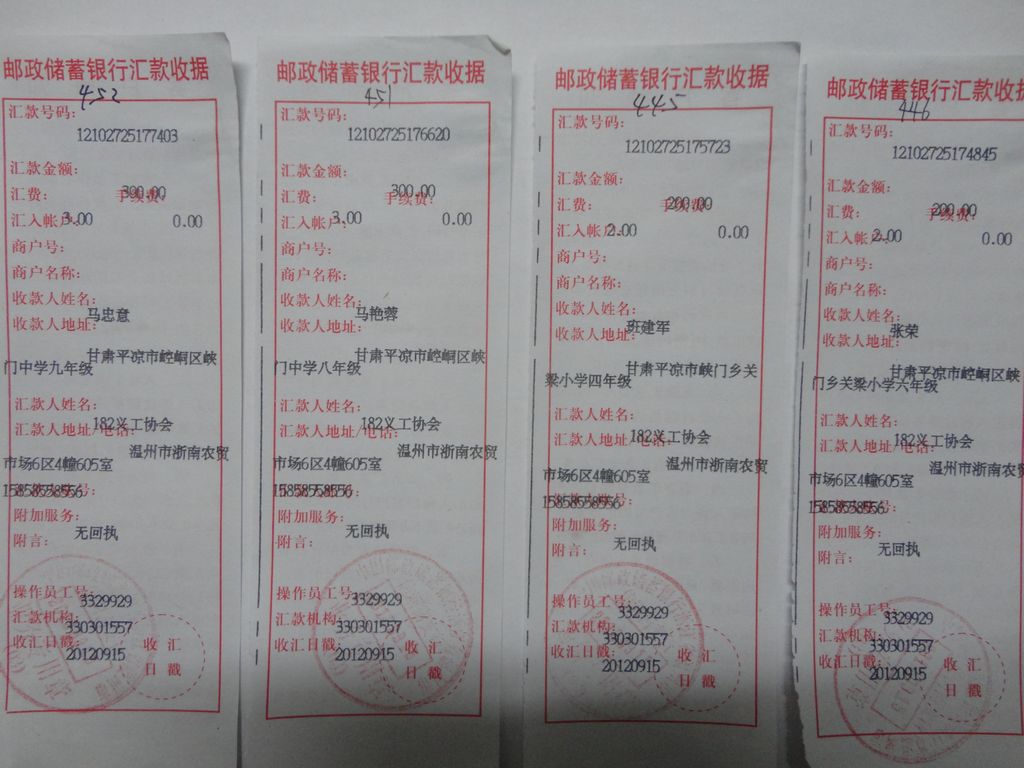 邮政储蓄银行汇款收据
452
汇款号码:
12102725177403
汇款金额:
300.00
汇费: 手续费:
3.00 0.00
汇入帐户:
商户号:
商户名称:
收款人姓名:
马忠意
收款人地址:
甘肃平凉市崆峒区峡
门中学九年级
汇款人姓名:
182义工协会
汇款人地址/电话:
温州市浙南农贸
市场6区4幢605室
15858558556
附加服务:
无回执
附言:
操作员工号:
3329929
汇款机构:
330301557
收汇日戳:
20120915
收 汇
日 戳
邮政储蓄银行汇款收据
451
汇款号码:
12102725176620
汇款金额:
300.00
汇费: 手续费:
3.00 0.00
汇入帐户:
商户号:
商户名称:
收款人姓名:
马艳蓉
收款人地址:
甘肃平凉市崆峒区峡
门中学八年级
汇款人姓名:
182义工协会
汇款人地址/电话:
温州市浙南农贸
市场6区4幢605室
15858558556
附加服务:
无回执
附言:
操作员工号:
3329929
汇款机构:
330301557
收汇日戳:
20120915
收 汇
日 戳
邮政储蓄银行汇款收据
445
汇款号码:
12102725175723
汇款金额:
200.00
汇费: 手续费:
2.00 0.00
汇入帐户:
商户号:
商户名称:
收款人姓名:
班建军
收款人地址:
甘肃平凉市峡门乡关
梁小学四年级
汇款人姓名:
182义工协会
汇款人地址/电话:
温州市浙南农贸
市场6区4幢605室
15858558556
附加服务:
无回执
附言:
操作员工号:
3329929
汇款机构:
330301557
收汇日戳:
20120915
收 汇
日 戳
邮政储蓄银行汇款收据
446
汇款号码:
12102725174845
汇款金额:
200.00
汇费: 手续费:
2.00 0.00
汇入帐户:
商户号:
商户名称:
收款人姓名:
张荣
收款人地址:
甘肃平凉市崆峒区峡
门乡关梁小学六年级
汇款人姓名:
182义工协会
汇款人地址/电话:
温州市浙南农贸
市场6区4幢605室
15858558556
附加服务:
无回执
附言:
操作员工号:
3329929
汇款机构:
330301557
收汇日戳:
20120915
收 汇
日 戳